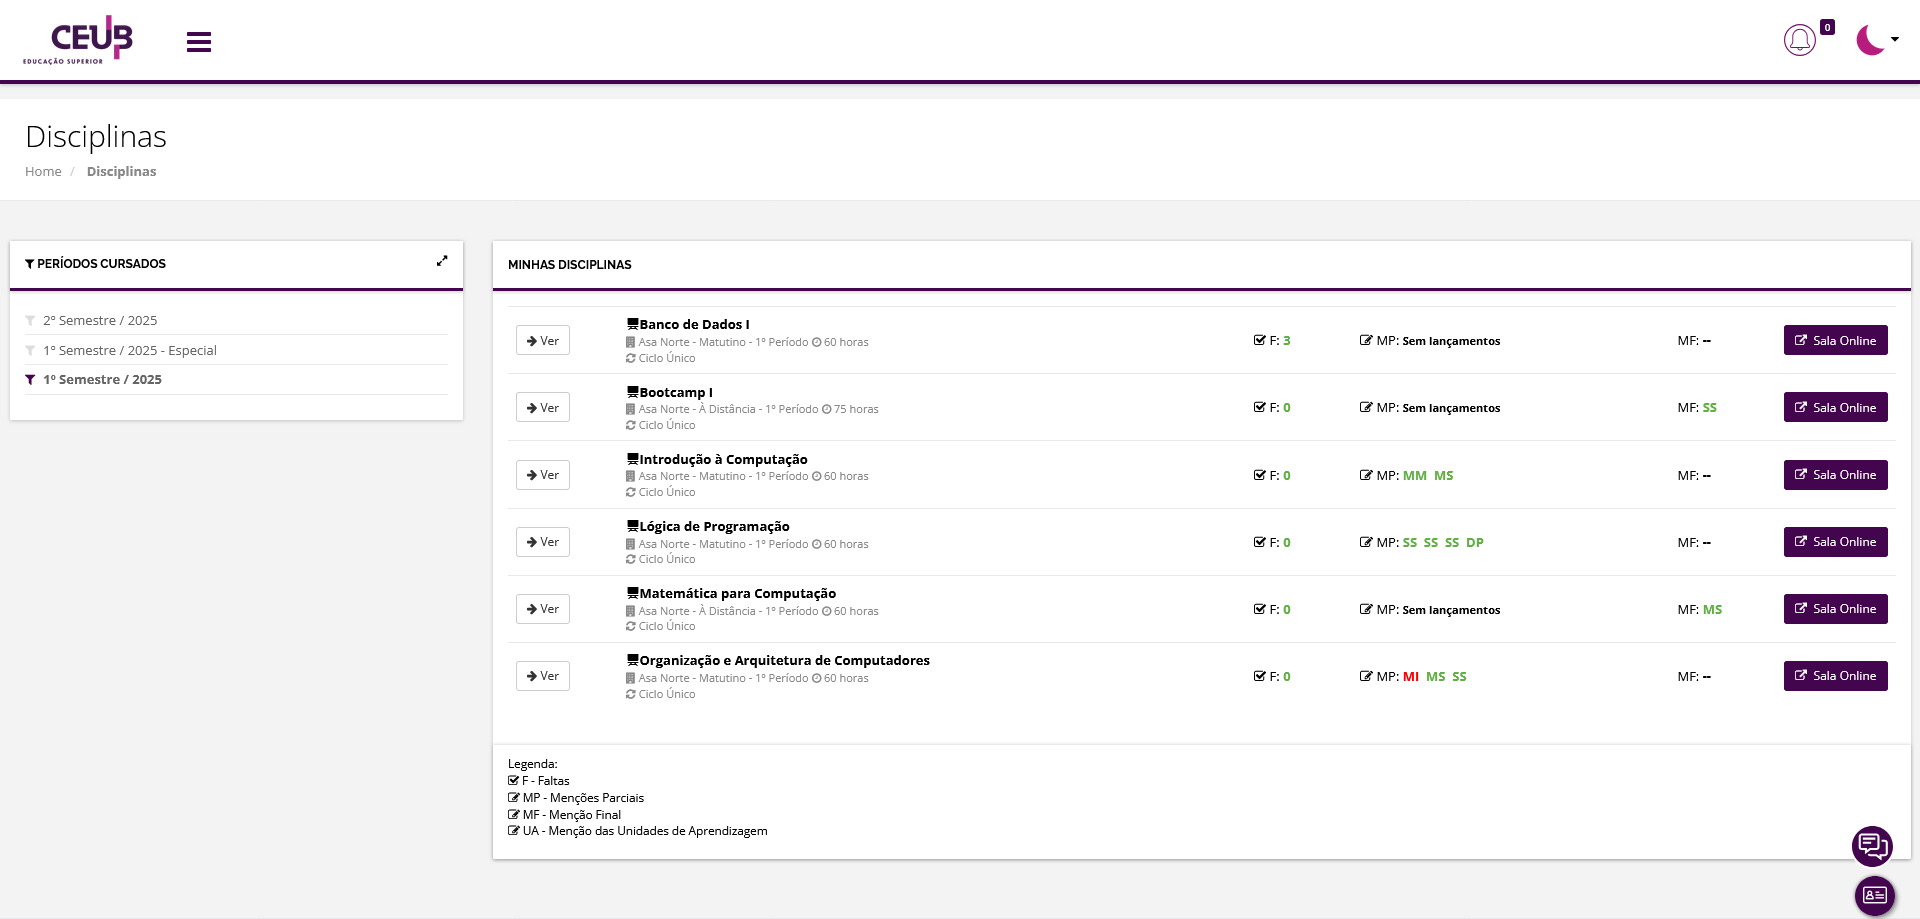 CEUB
EDUCAÇÃO SUPERIOR
0
Disciplinas
Home / Disciplinas
PERÍODOS CURSADOS
2º Semestre / 2025
1º Semestre / 2025 - Especial
1º Semestre / 2025
MINHAS DISCIPLINAS
Ver
Banco de Dados I
Asa Norte - Matutino - 1º Período 60 horas
Ciclo Único
F: 3
MP: Sem lançamentos
MF: --
Sala Online
Ver
Bootcamp I
Asa Norte - À Distância - 1º Período 75 horas
Ciclo Único
F: 0
MP: Sem lançamentos
MF: SS
Sala Online
Ver
Introdução à Computação
Asa Norte - Matutino - 1º Período 60 horas
Ciclo Único
F: 0
MP: MM MS
MF: --
Sala Online
Ver
Lógica de Programação
Asa Norte - Matutino - 1º Período 60 horas
Ciclo Único
F: 0
MP: SS SS SS DP
MF: --
Sala Online
Ver
Matemática para Computação
Asa Norte - À Distância - 1º Período 60 horas
Ciclo Único
F: 0
MP: Sem lançamentos
MF: MS
Sala Online
Ver
Organização e Arquitetura de Computadores
Asa Norte - Matutino - 1º Período 60 horas
Ciclo Único
F: 0
MP: MI MS SS
MF: --
Sala Online
Legenda:
F - Faltas
MP - Menções Parciais
MF - Menção Final
UA - Menção das Unidades de Aprendizagem